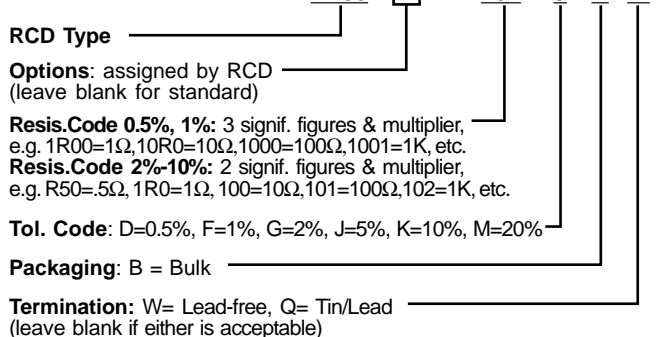 RCD Type
Options: assigned by RCD
(leave blank for standard)
Resis.Code 0.5%, 1%: 3 signif. figures & multiplier,
e.g. 1R00=1Ω,10R0=10Ω,1000=100Ω,1001=1K, etc.
Resis.Code 2%-10%: 2 signif. figures & multiplier,
e.g. R50=.5Ω, 1R0=1Ω, 100=10Ω,101=100Ω,102=1K, etc.
Tol. Code: D=0.5%, F=1%, G=2%, J=5%, K=10%, M=20%
Packaging: B = Bulk
Termination: W= Lead-free, Q= Tin/Lead
(leave blank if either is acceptable)